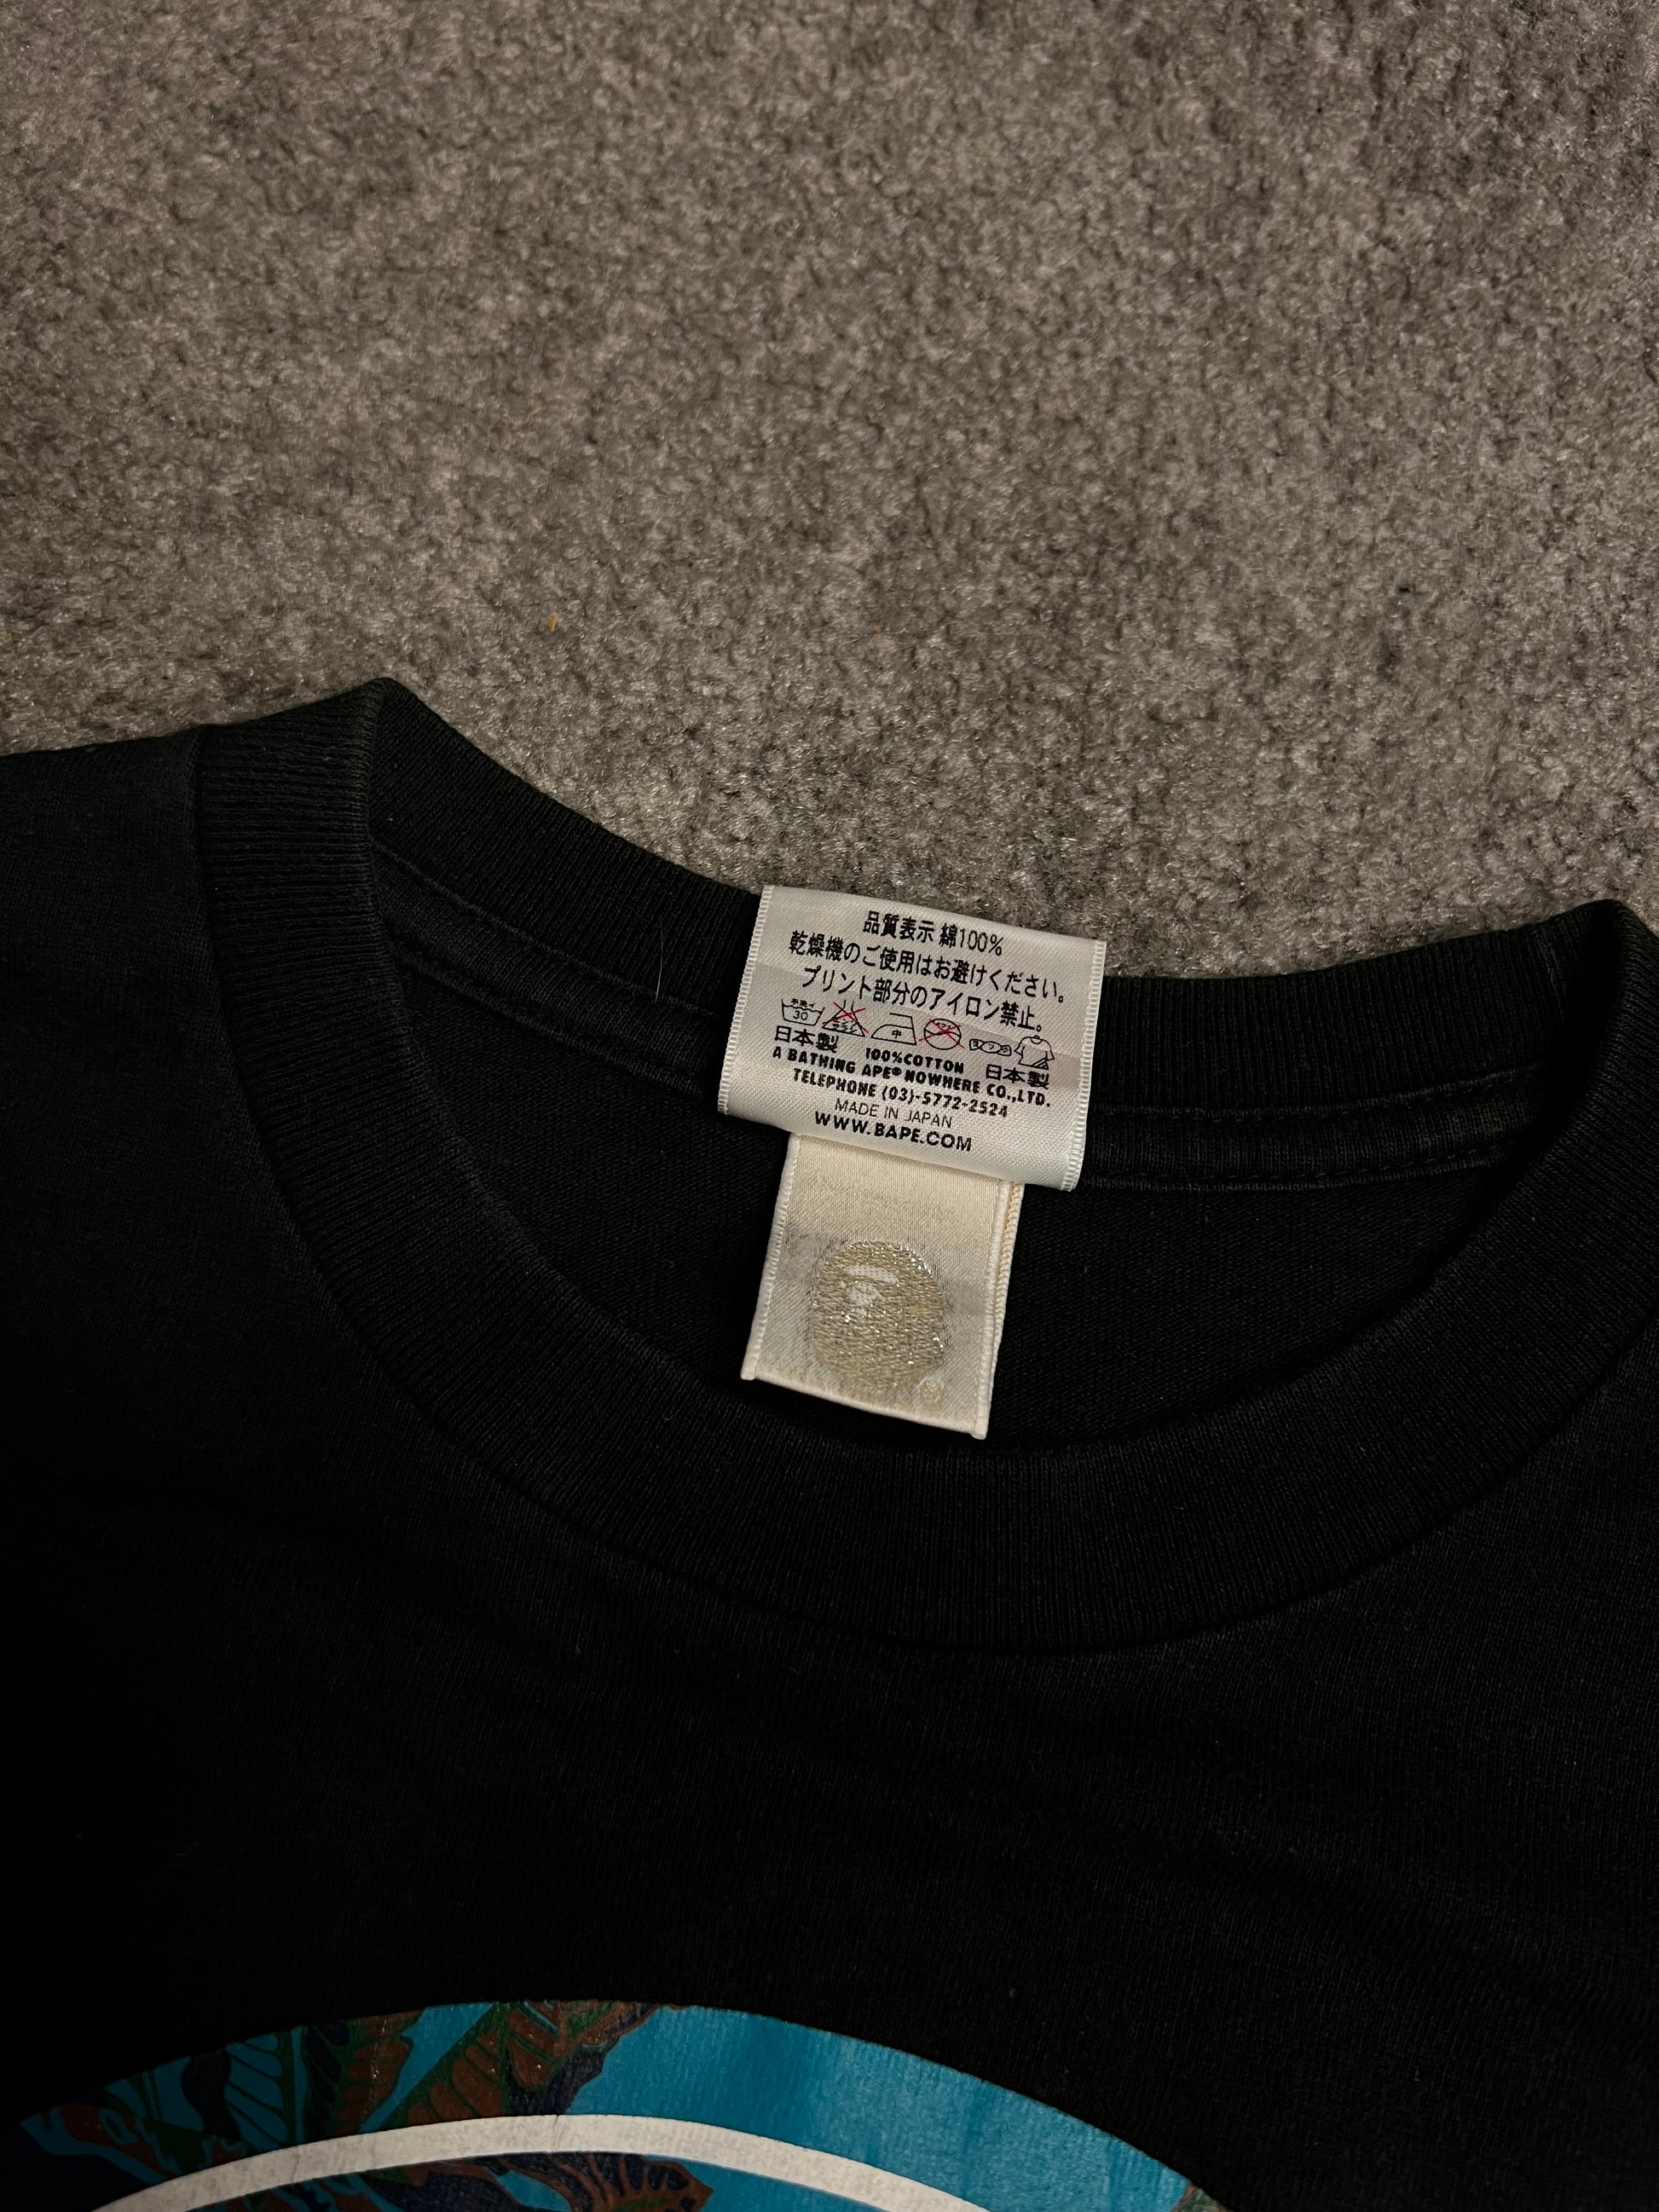 品質表示 綿100%
乾燥機のご使用はお避けください。
プリント部分のアイロン禁止。
手洗イ
30
中
日本製 100%COTTON 日本製
A BATHING APE® NOWHERE CO.,LTD.
TELEPHONE (03)-5772-2524
MADE IN JAPAN
WWW.BAPE.COM
®